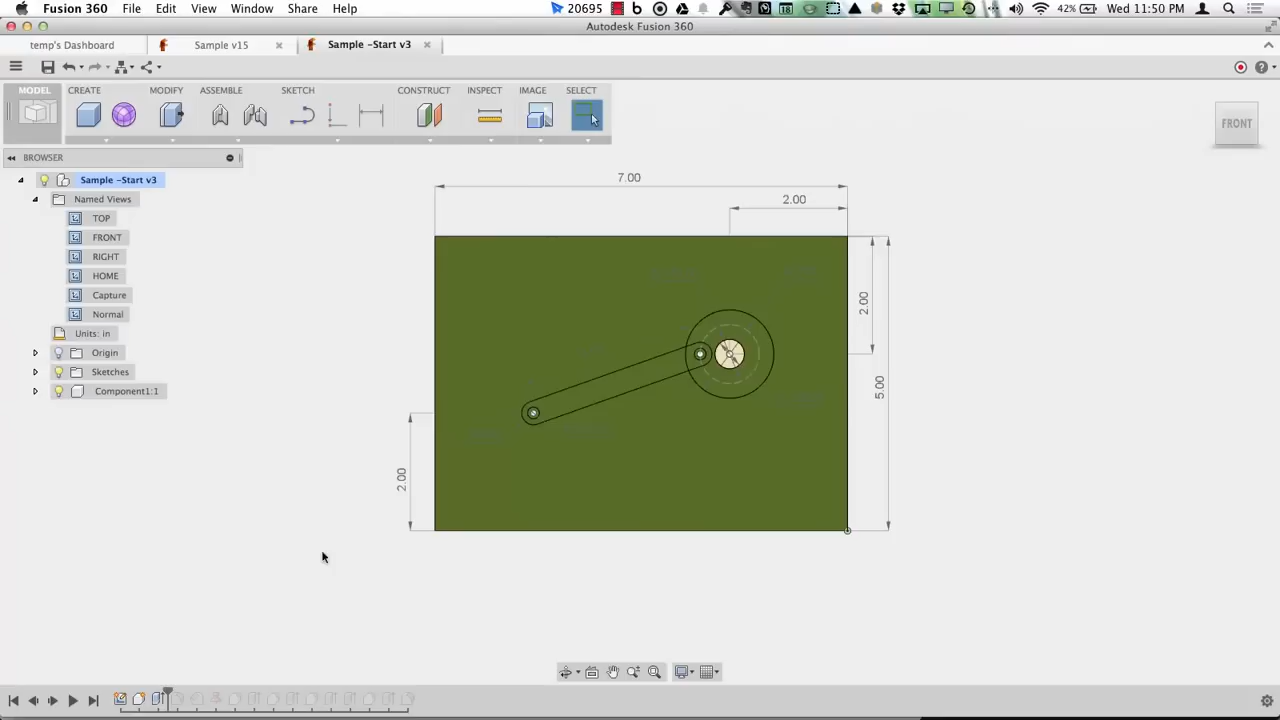 Fusion 360 File Edit View Window Share Help 20695 18 42% Wed 11:50 PM
Autodesk Fusion 360
temp's Dashboard Sample v15 Sample -Start v3
MODEL CREATE MODIFY ASSEMBLE SKETCH CONSTRUCT INSPECT IMAGE SELECT
FRONT
BROWSER
Sample -Start v3
Named Views
TOP
FRONT
RIGHT
HOME
Capture
Normal
Units: in
Origin
Sketches
Component1:1
7.00
2.00
2.00
5.00
2.00